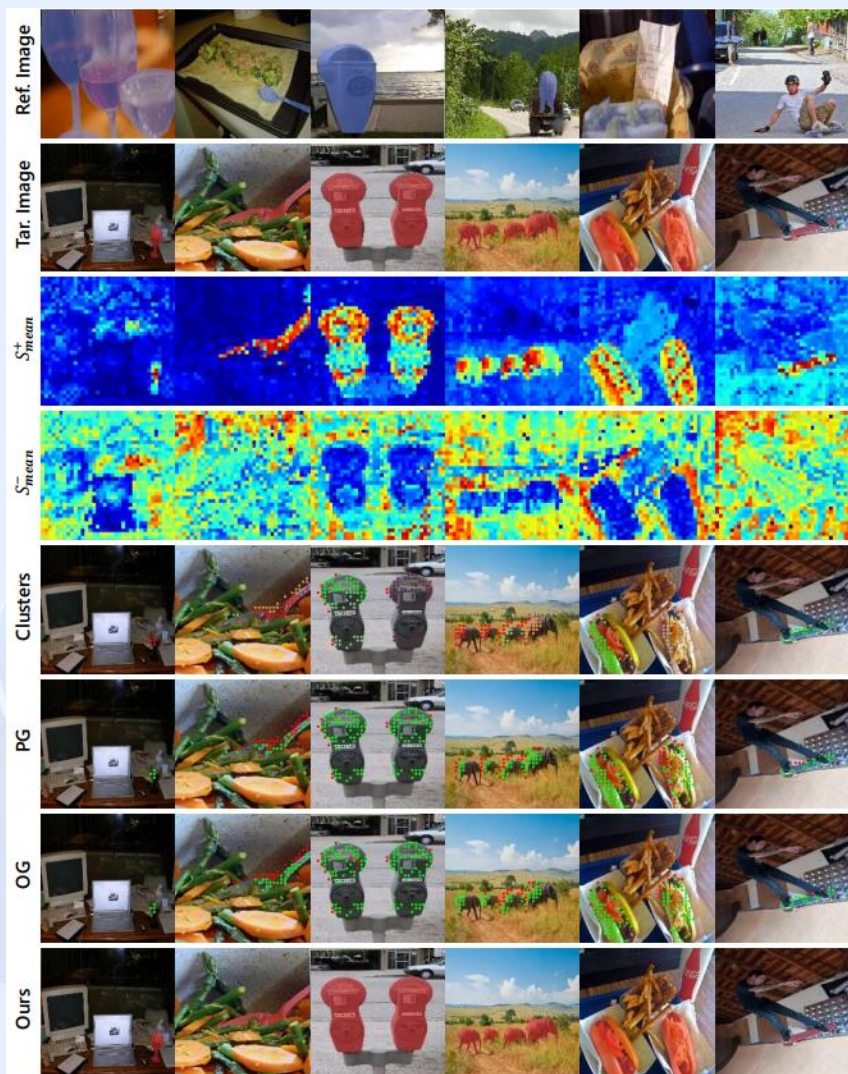 Ref. Image
Tar. Image
S⁺mean
S⁻mean
Clusters
PG
OG
Ours